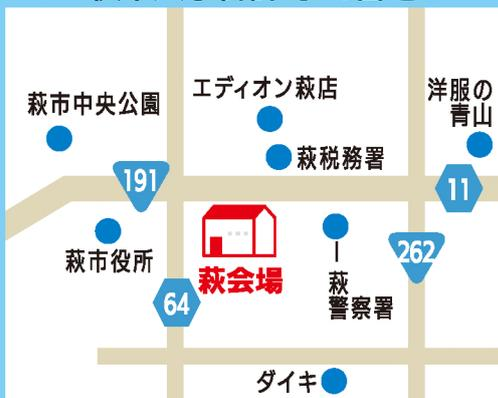 エディオン萩店
洋服の
青山
萩市中央公園
萩税務署
191
11
萩市役所
262
萩会場
萩
警察署
64
ダイキ